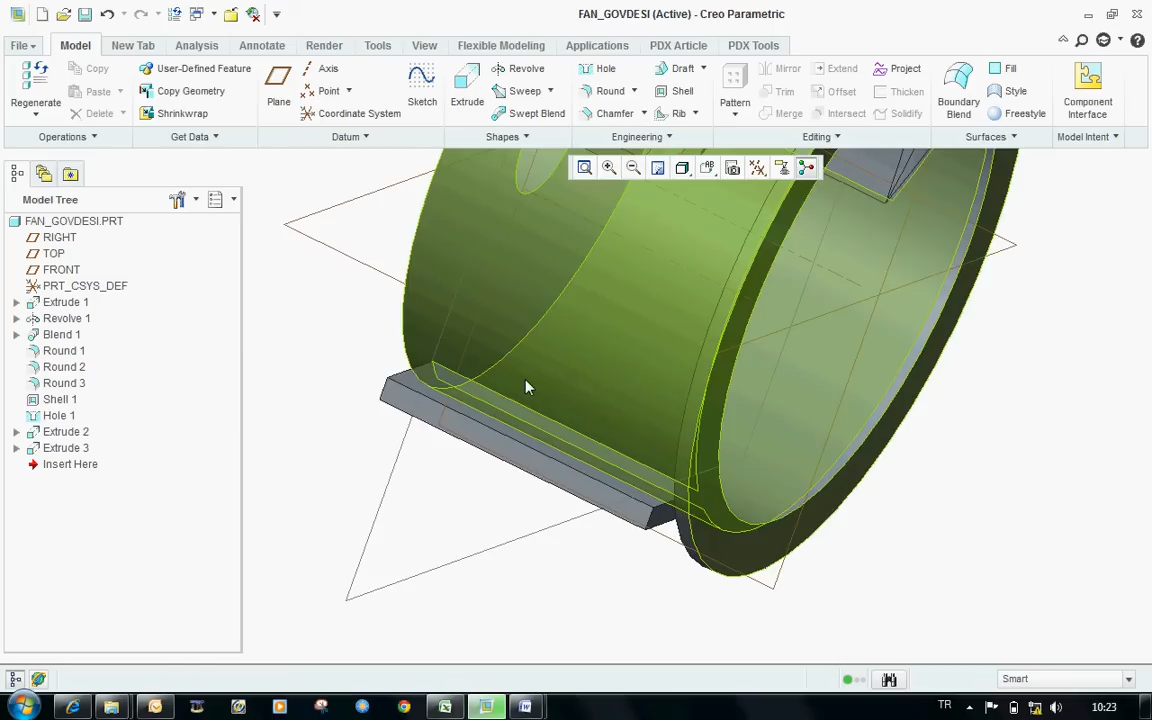 FAN_GOVDESI (Active) - Creo Parametric
File Model New Tab Analysis Annotate Render Tools View Flexible Modeling Applications PDX Article PDX Tools
Regenerate
Copy
Paste
Delete
Operations
User-Defined Feature
Copy Geometry
Shrinkwrap
Get Data
Plane
Axis
Point
Coordinate System
Datum
Sketch
Extrude
Revolve
Sweep
Swept Blend
Shapes
Hole
Round
Chamfer
Draft
Shell
Rib
Engineering
Pattern
Mirror
Trim
Merge
Extend
Offset
Intersect
Project
Thicken
Solidify
Editing
Boundary
Blend
Fill
Style
Freestyle
Surfaces
Component
Interface
Model Intent
Model Tree
FAN_GOVDESI.PRT
RIGHT
TOP
FRONT
PRT_CSYS_DEF
Extrude 1
Revolve 1
Blend 1
Round 1
Round 2
Round 3
Shell 1
Hole 1
Extrude 2
Extrude 3
Insert Here
Smart
TR 10:23